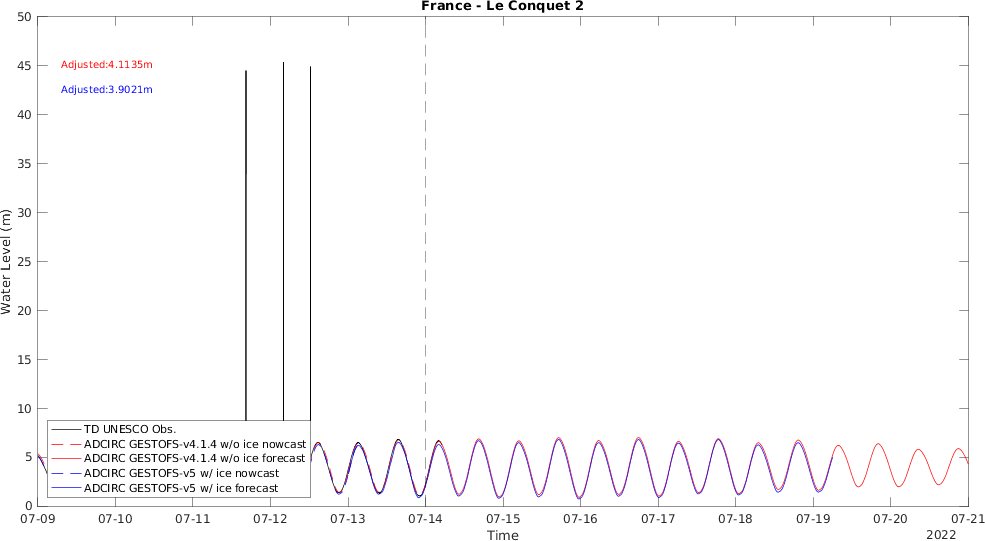 France - Le Conquet 2
50
45
40
35
30
25
20
15
10
5
0
Water Level (m)
Adjusted:4.1135m
Adjusted:3.9021m
TD UNESCO Obs.
ADCIRC GESTOFS-v4.1.4 w/o ice nowcast
ADCIRC GESTOFS-v4.1.4 w/o ice forecast
ADCIRC GESTOFS-v5 w/ ice nowcast
ADCIRC GESTOFS-v5 w/ ice forecast
07-09 07-10 07-11 07-12 07-13 07-14 07-15 07-16 07-17 07-18 07-19 07-20 07-21
Time
2022